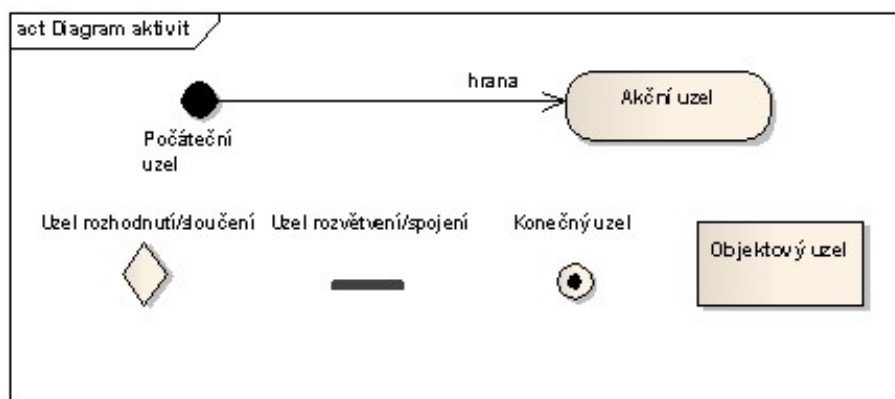 act Diagram aktivit
hrana
Akční uzel
Počáteční
uzel
Uzel rozhodnutí/sloučení
Uzel rozvětvení/spojení
Konečný uzel
Objektový uzel